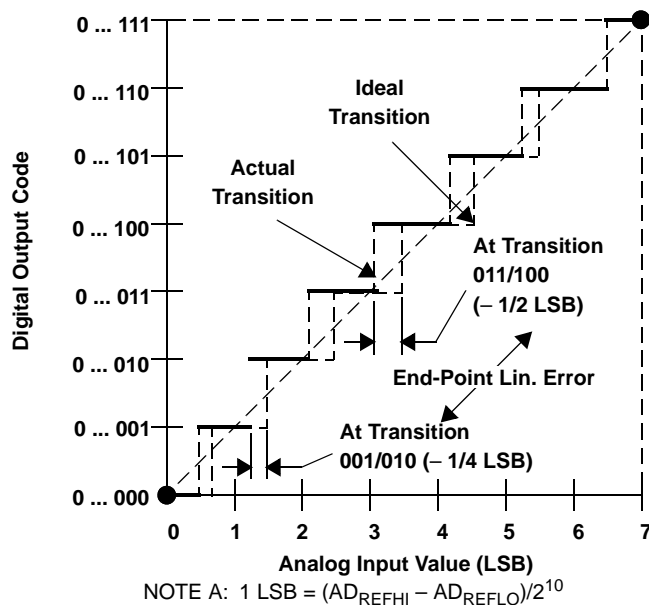 0 ... 111
0 ... 110
0 ... 101
0 ... 100
0 ... 011
0 ... 010
0 ... 001
0 ... 000
Digital Output Code
Ideal
Transition
Actual
Transition
At Transition
011/100
(– 1/2 LSB)
End-Point Lin. Error
At Transition
001/010 (– 1/4 LSB)
0 1 2 3 4 5 6 7
Analog Input Value (LSB)
NOTE A: 1 LSB = (AD_REFHI – AD_REFLO)/2^10